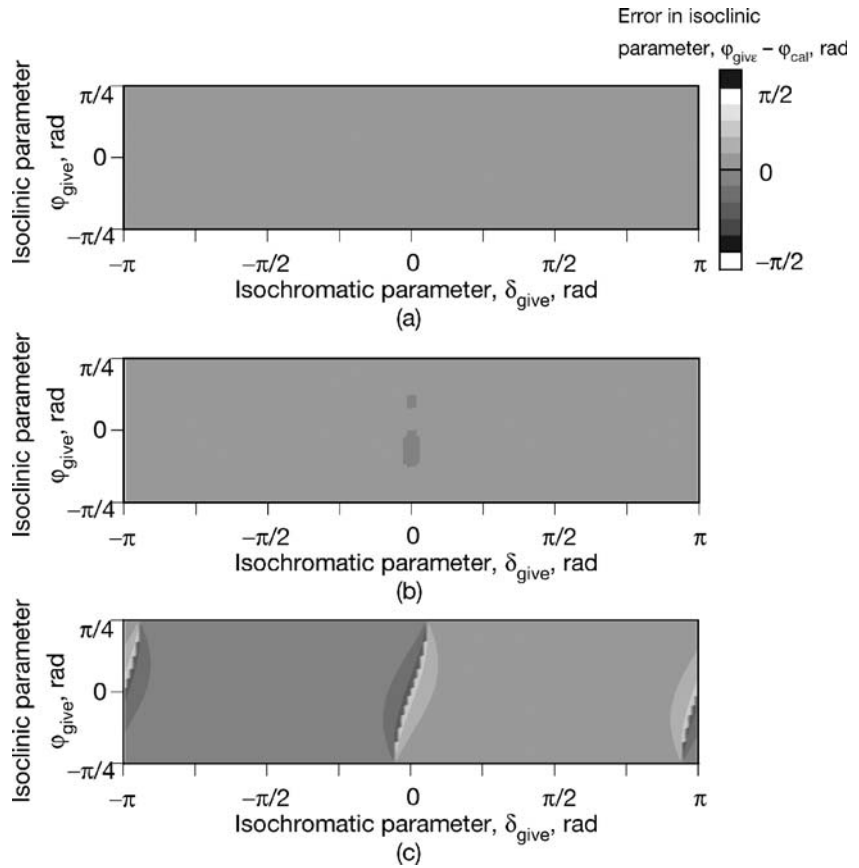 Error in isoclinic
parameter, φgive − φcal, rad
π/2
0
−π/2
Isoclinic parameter
φgive, rad
π/4
0
−π/4
−π
−π/2
0
π/2
π
Isochromatic parameter, δgive, rad
(a)
Isoclinic parameter
φgive, rad
π/4
0
−π/4
−π
−π/2
0
π/2
π
Isochromatic parameter, δgive, rad
(b)
Isoclinic parameter
φgive, rad
π/4
0
−π/4
−π
−π/2
0
π/2
π
Isochromatic parameter, δgive, rad
(c)